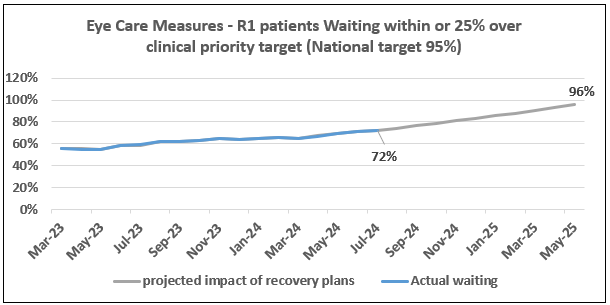 Eye Care Measures - R1 patients Waiting within or 25% over
clinical priority target (National target 95%)
120%
100%
80%
60%
40%
20%
0%
96%
72%
Mar-23
May-23
Jul-23
Sep-23
Nov-23
Jan-24
Mar-24
May-24
Jul-24
Sep-24
Nov-24
Jan-25
Mar-25
May-25
projected impact of recovery plans
Actual waiting